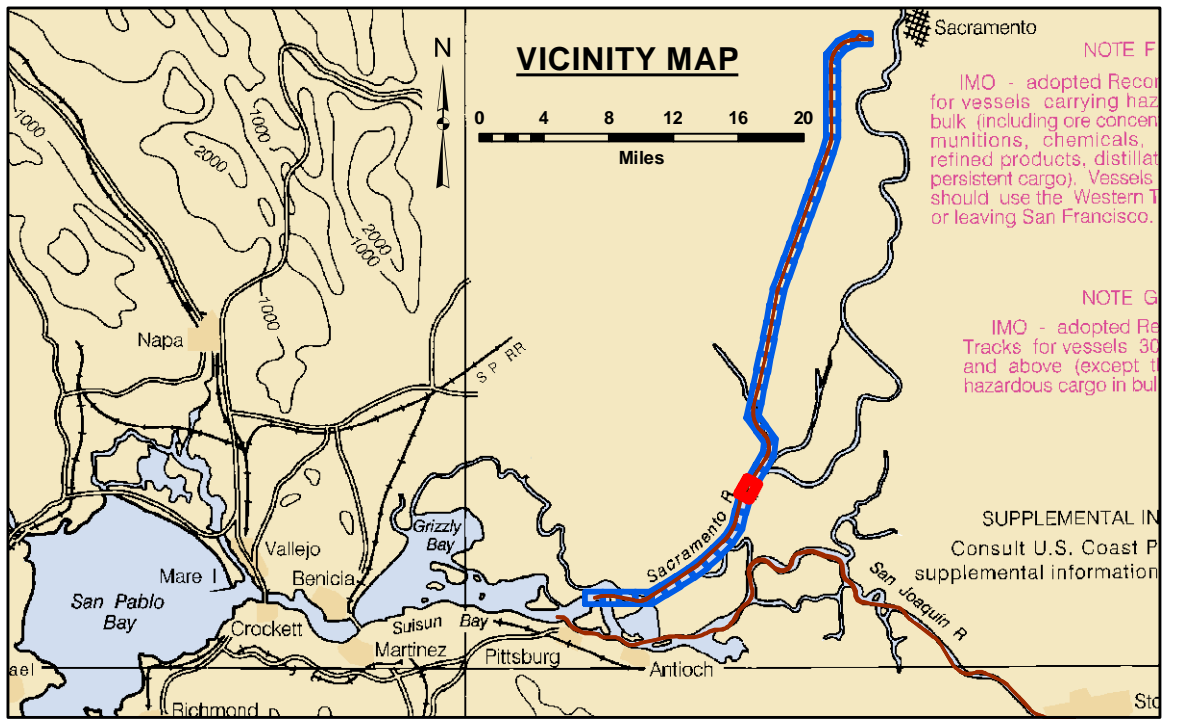 Sacramento
N
VICINITY MAP
0 4 8 12 16 20
Miles
NOTE F
IMO - adopted Recor
for vessels carrying haz
bulk (including ore concen
munitions, chemicals,
refined products, distillat
persistent cargo). Vessels
should use the Western T
or leaving San Francisco.
1000
2000
1000
1000
2000
1000
1000
NOTE G
IMO - adopted Re
Tracks for vessels 30
and above (except t
hazardous cargo in bul
Napa
S P RR
Grizzly
Bay
Sacramento R
SUPPLEMENTAL IN
Consult U.S. Coast P
supplemental information
Vallejo
Mare I
Benicia
San Pablo
Bay
Crockett
Suisun Bay
Martinez
Pittsburg
Antioch
San Joaquin R
ael
Richmond
Sto